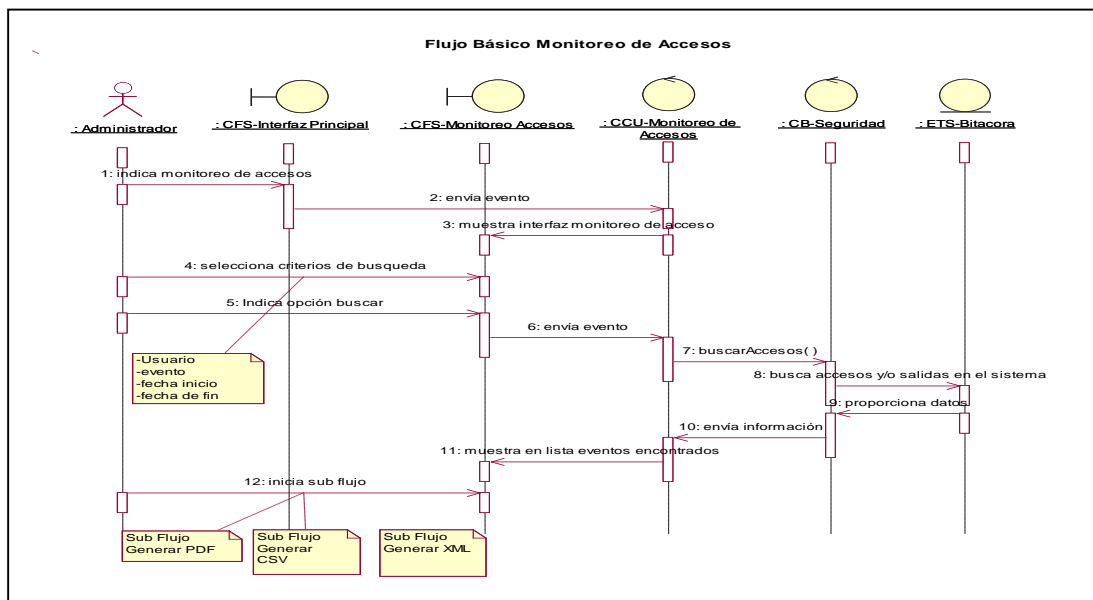 Flujo Básico Monitoreo de Accesos
: Administrador
: CFS-Interfaz Principal
: CFS-Monitoreo Accesos
: CCU-Monitoreo de
Accesos
: CB-Seguridad
: ETS-Bitacora
1: indica monitoreo de accesos
2: envía evento
3: muestra interfaz monitoreo de acceso
4: selecciona criterios de busqueda
5: Indica opción buscar
6: envía evento
-Usuario
-evento
-fecha inicio
-fecha de fin
7: buscarAccesos( )
8: busca accesos y/o salidas en el sistema
9: proporciona datos
10: envía información
11: muestra en lista eventos encontrados
12: inicia sub flujo
Sub Flujo
Generar PDF
Sub Flujo
Generar
CSV
Sub Flujo
Generar XML